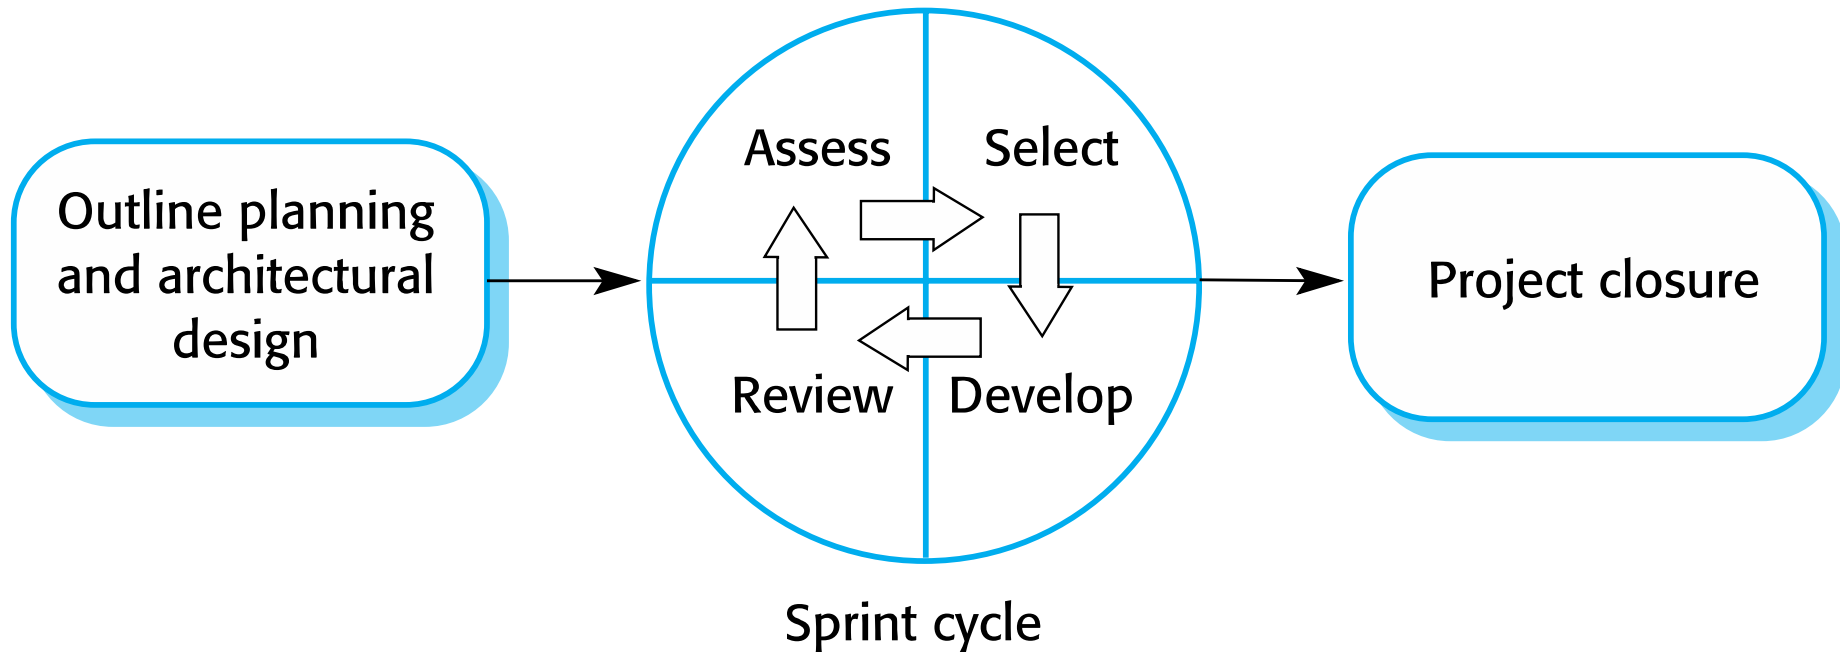 Outline planning
and architectural
design
Assess
Select
Review
Develop
Sprint cycle
Project closure